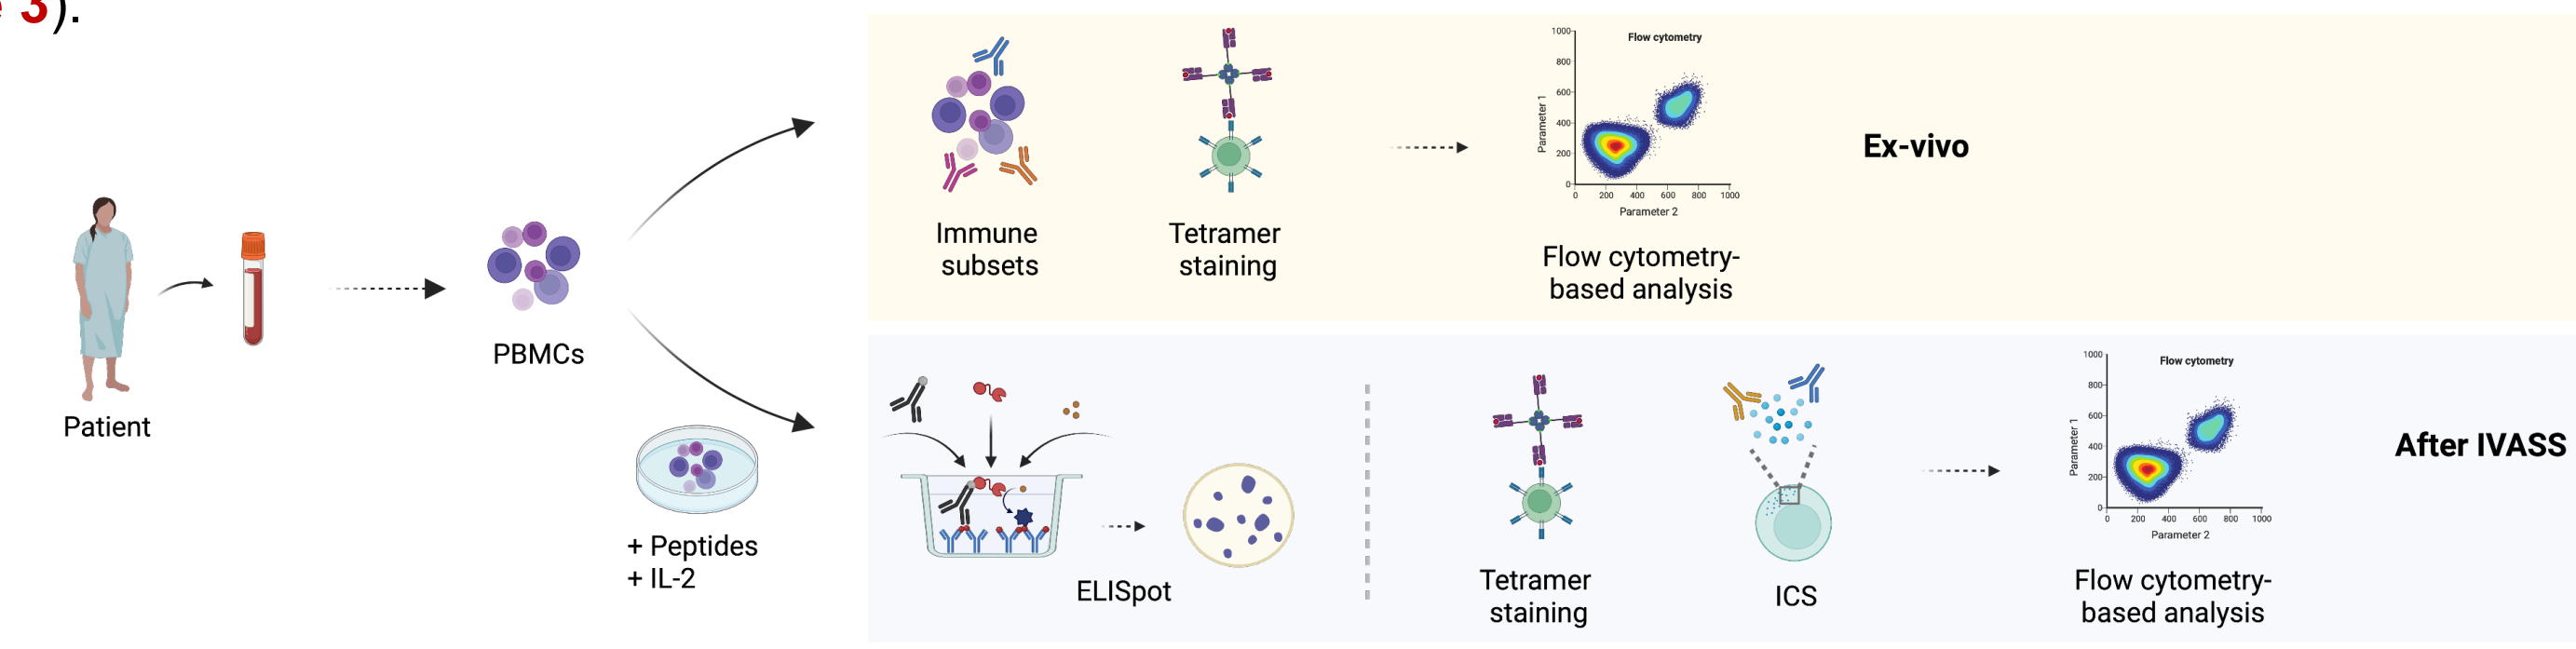 3).
Patient
PBMCs
+ Peptides
+ IL-2
Immune
subsets
Tetramer
staining
Flow cytometry
1000
800
600
400
200
0
Parameter 1
0 200 400 600 800 1000
Parameter 2
Flow cytometry-
based analysis
Ex-vivo
ELISpot
Tetramer
staining
ICS
Flow cytometry
1000
800
600
400
200
0
Parameter 1
0 200 400 600 800 1000
Parameter 2
Flow cytometry-
based analysis
After IVASS